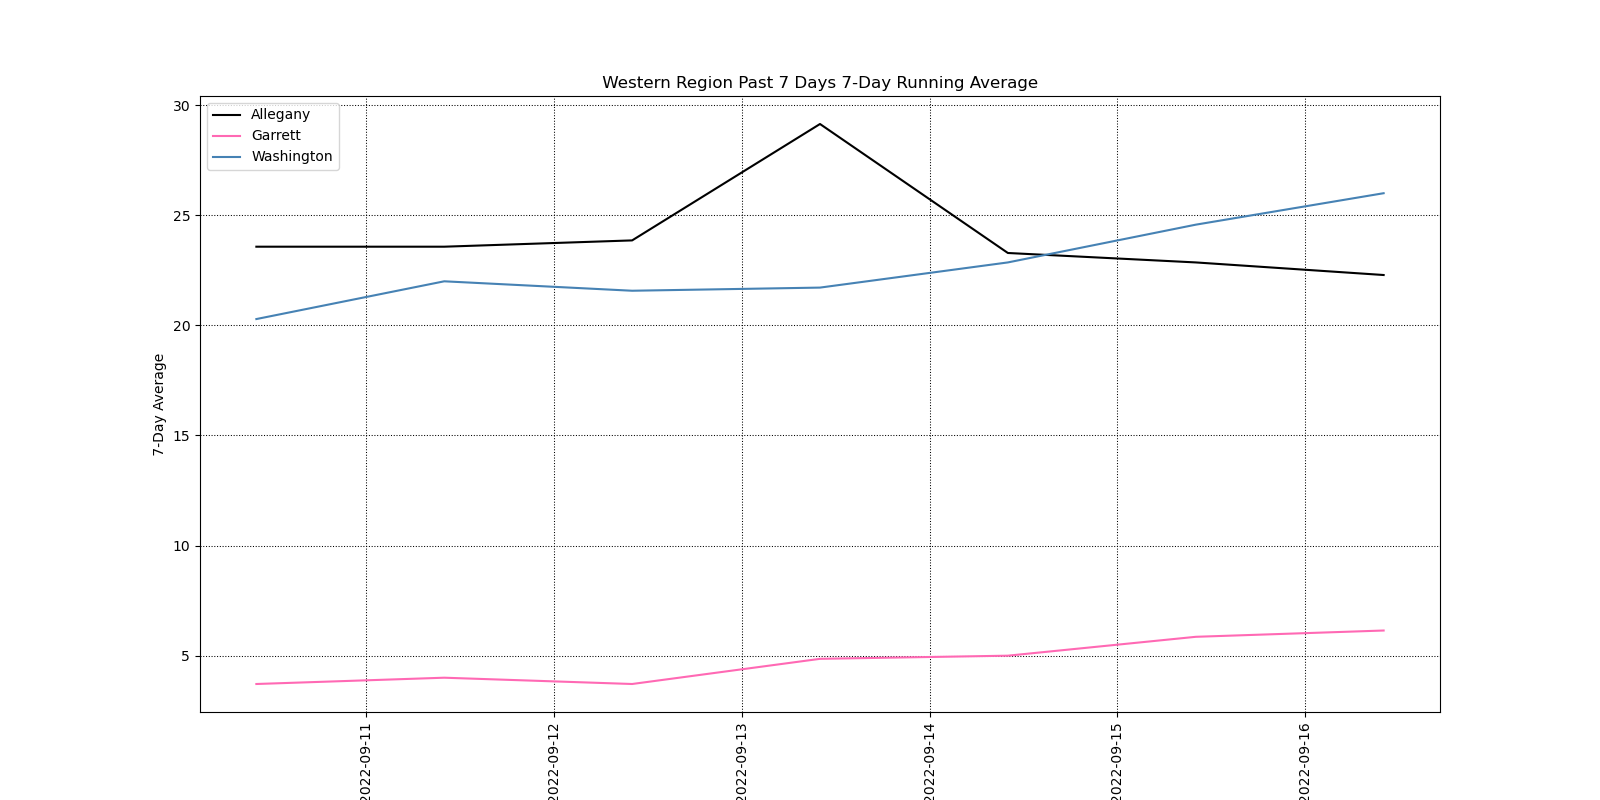 Western Region Past 7 Days 7-Day Running Average
Allegany
Garrett
Washington
7-Day Average
30
25
20
15
10
5
2022-09-11
2022-09-12
2022-09-13
2022-09-14
2022-09-15
2022-09-16